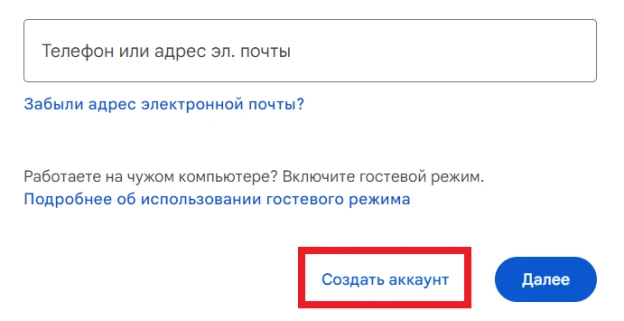 Телефон или адрес эл. почты
Забыли адрес электронной почты?
Работаете на чужом компьютере? Включите гостевой режим.
Подробнее об использовании гостевого режима
Создать аккаунт
Далее